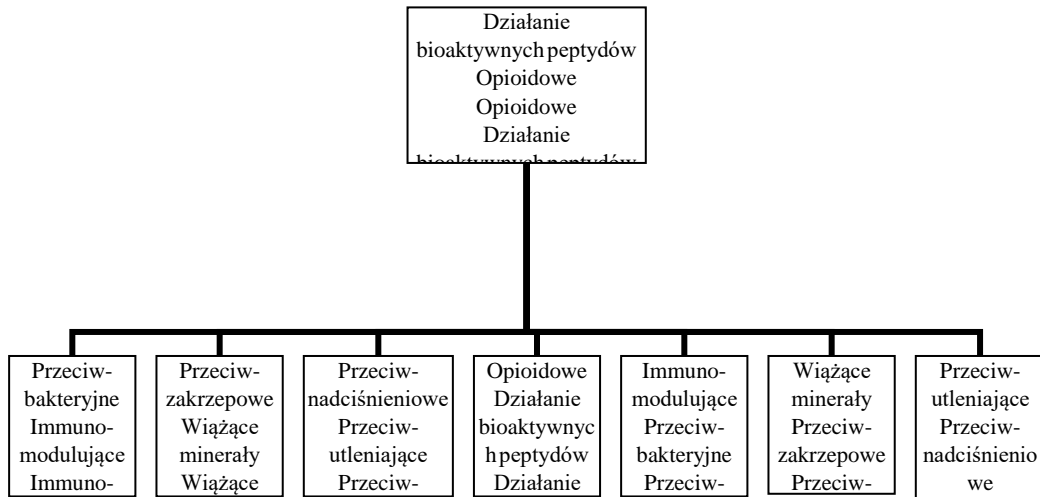 Działanie
bioaktywnych peptydów
Opioidowe
Opioidowe
Działanie
bioaktywnych peptydów
Przeciw-
bakteryjne
Immuno-
modulujące
Immuno-
Przeciw-
zakrzepowe
Wiążące
minerały
Wiążące
Przeciw-
nadciśnieniowe
Przeciw-
utleniające
Przeciw-
Opioidowe
Działanie
bioaktywnyc
h peptydów
Działanie
Immuno-
modulujące
Przeciw-
bakteryjne
Przeciw-
Wiążące
minerały
Przeciw-
zakrzepowe
Przeciw-
Przeciw-
utleniające
Przeciw-
nadciśnienio
we